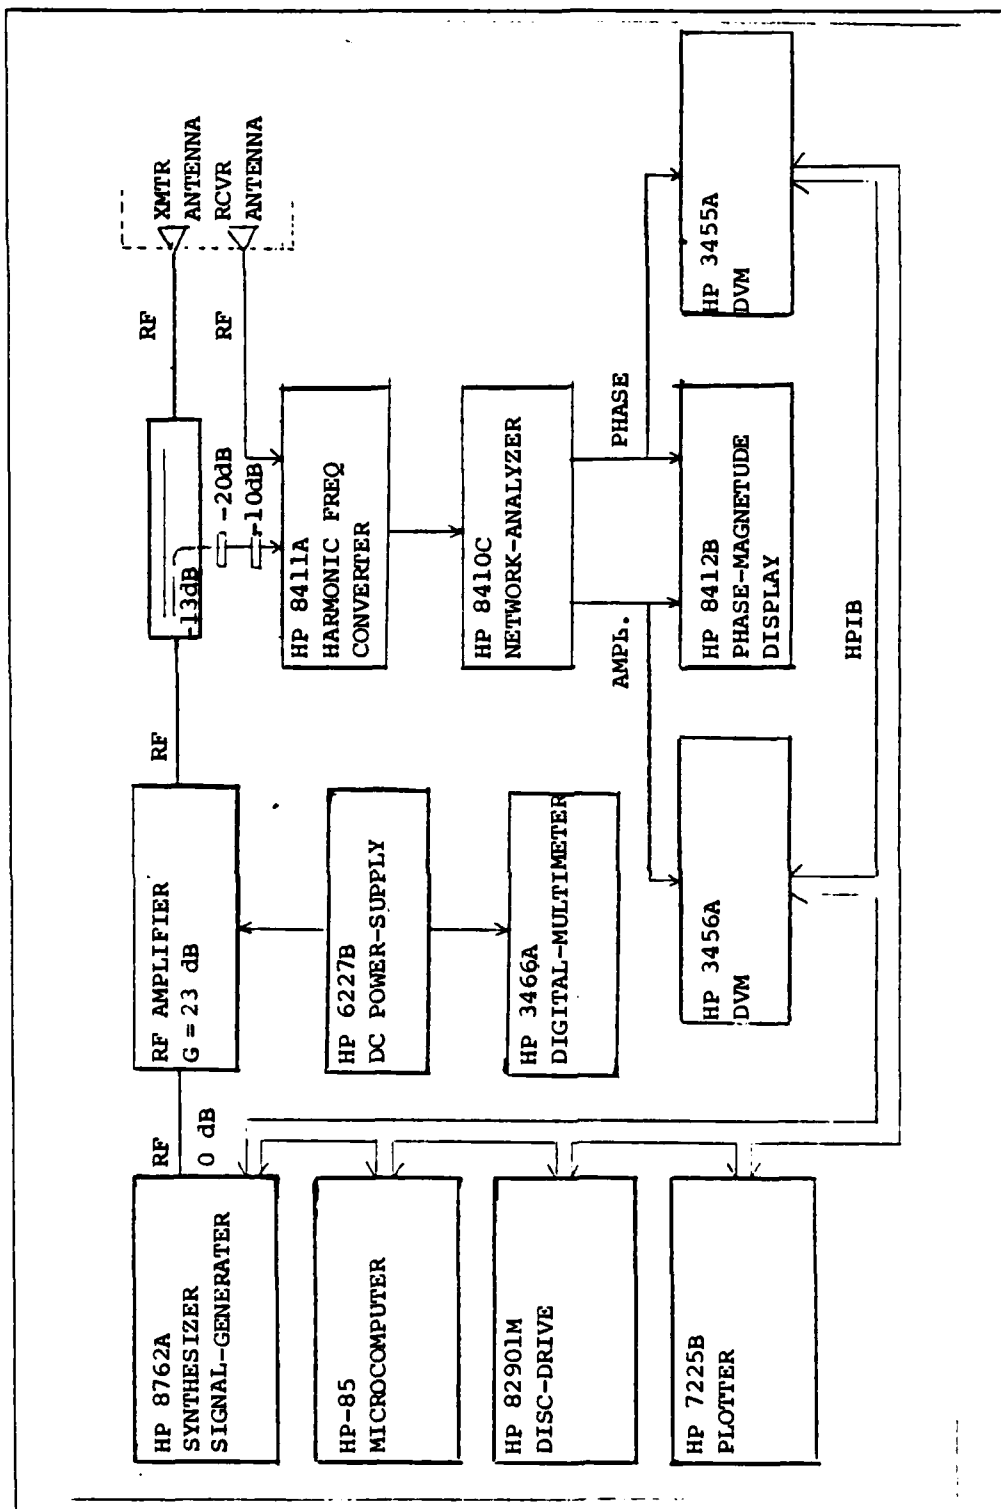 HP 8762A
SYNTHESIZER
SIGNAL-GENERATER
RF
0 dB
RF AMPLIFIER
G = 23 dB
RF
-13dB
-20dB
-10dB
RF
RF
XMTR
ANTENNA
RCVR
ANTENNA
HP-85
MICROCOMPUTER
HP 6227B
DC POWER-SUPPLY
HP 8411A
HARMONIC FREQ
CONVERTER
HP 82901M
DISC-DRIVE
HP 3466A
DIGITAL-MULTIMETER
HP 8410C
NETWORK-ANALYZER
AMPL.
PHASE
HP 7225B
PLOTTER
HP 3456A
DVM
HP 8412B
PHASE-MAGNETUDE
DISPLAY
HP 3455A
DVM
HPIB